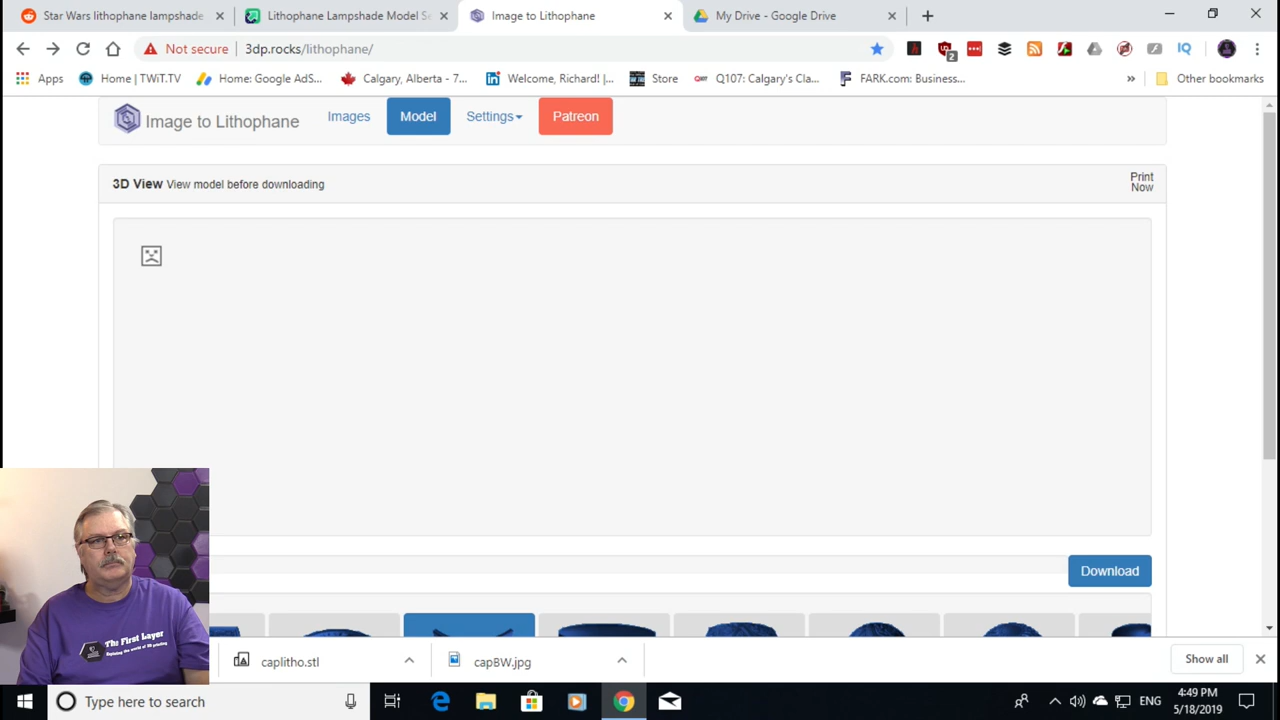 Star Wars lithophane lampshade
Lithophane Lampshade Model Se
Image to Lithophane
My Drive - Google Drive
Not secure
3dp.rocks/lithophane/
2
Apps
Home | TWiT.TV
Home: Google AdS...
Calgary, Alberta - 7...
Welcome, Richard! |...
Store
Q107: Calgary's Cla...
FARK.com: Business...
»
Other bookmarks
Image to Lithophane
Images
Model
Settings
Patreon
3D View View model before downloading
Print
Now
Download
The First Layer
caplitho.stl
capBW.jpg
Show all
Type here to search
ENG
4:49 PM
5/18/2019